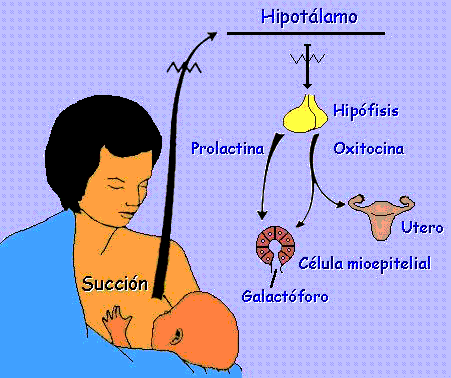 Hipotálamo
Hipófisis
Prolactina
Oxitocina
Utero
Célula mioepitelial
Succión
Galactóforo